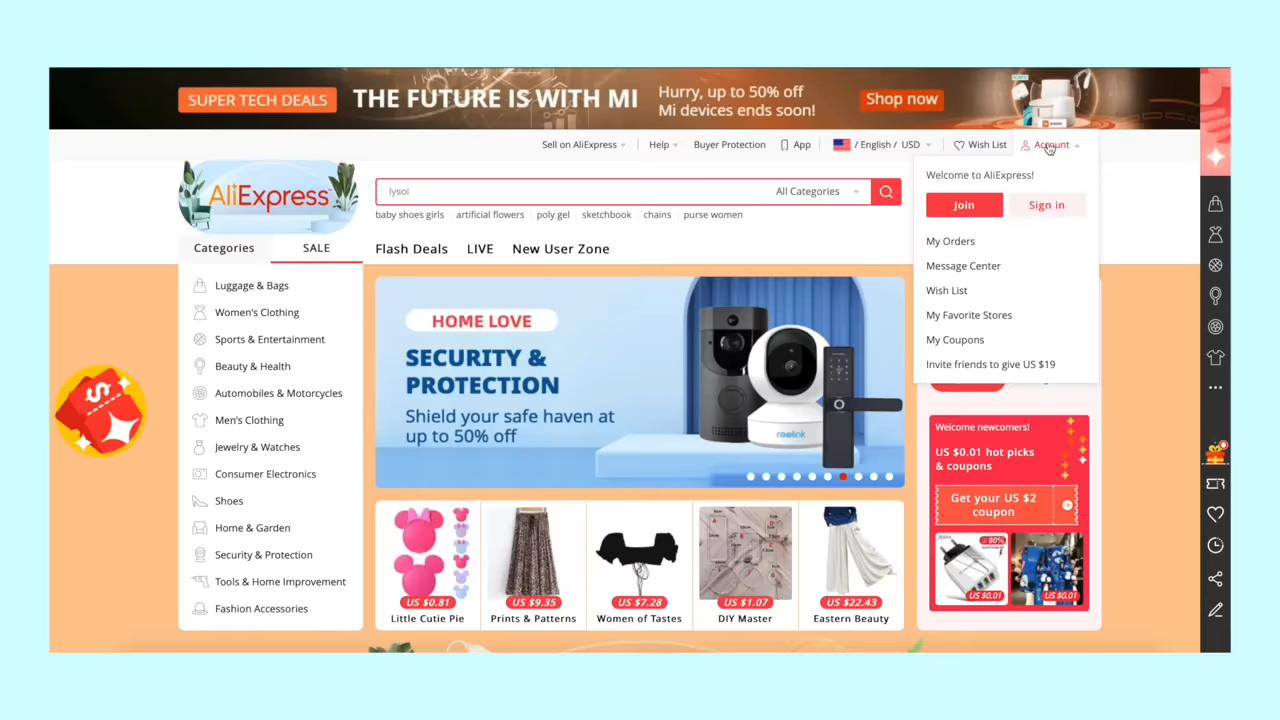 SUPER TECH DEALS
THE FUTURE IS WITH MI
Hurry, up to 50% off
Mi devices ends soon!
Shop now
Sell on AliExpress
Help
Buyer Protection
App
/ English / USD
Wish List
Account
AliExpress
lysol
All Categories
baby shoes girls
artificial flowers
poly gel
sketchbook
chains
purse women
Welcome to AliExpress!
Join
Sign in
My Orders
Message Center
Wish List
My Favorite Stores
My Coupons
Invite friends to give US $19
Categories
SALE
Flash Deals
LIVE
New User Zone
Luggage & Bags
Women's Clothing
Sports & Entertainment
Beauty & Health
Automobiles & Motorcycles
Men's Clothing
Jewelry & Watches
Consumer Electronics
Shoes
Home & Garden
Security & Protection
Tools & Home Improvement
Fashion Accessories
HOME LOVE
SECURITY &
PROTECTION
Shield your safe haven at
up to 50% off
reolink
US $0.81
Little Cutie Pie
US $9.35
Prints & Patterns
US $7.28
Women of Tastes
US $1.07
DIY Master
US $22.43
Eastern Beauty
Welcome newcomers!
US $0.01 hot picks
& coupons
Get your US $2
coupon
80%
US $0.01
US $0.01